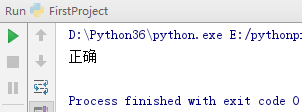 Run FirstProject
D:\Python36\python.exe E:/pythonp
正确
Process finished with exit code 0